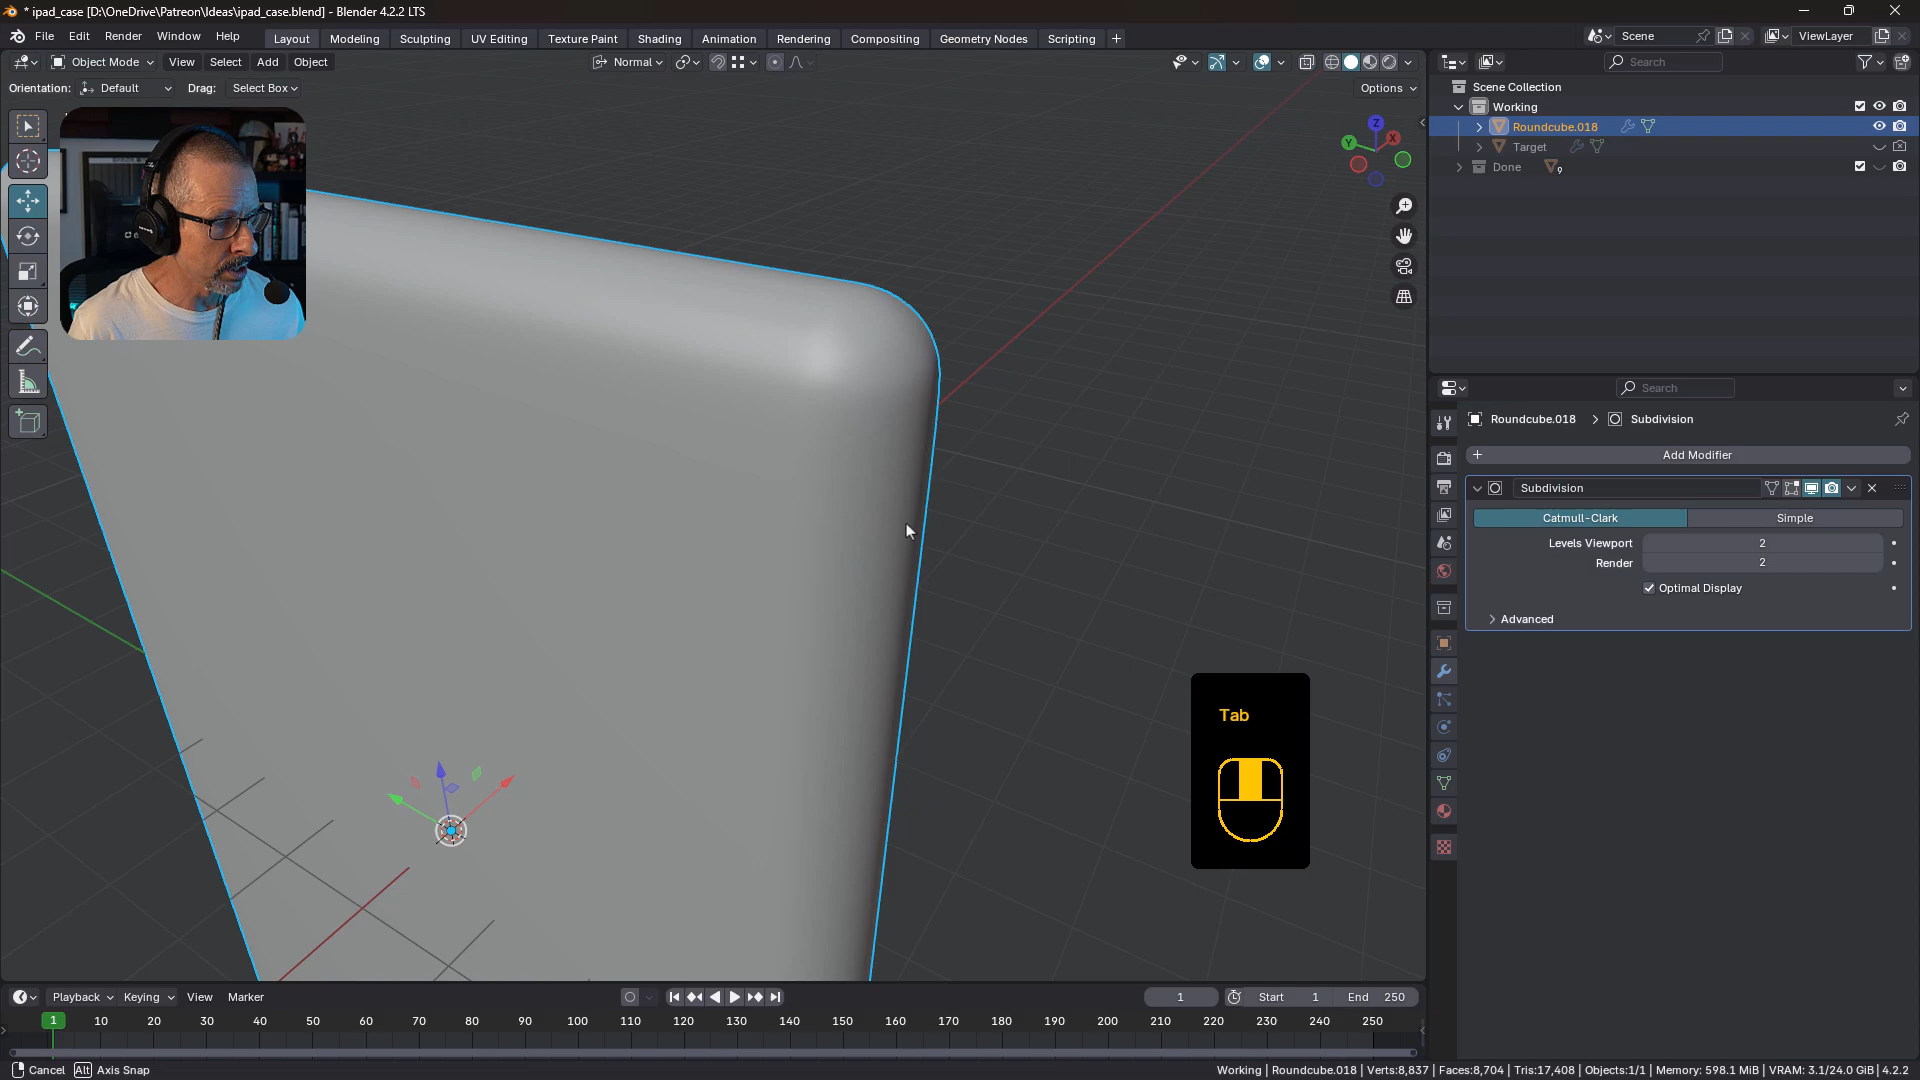 * ipad_case [D:\OneDrive\Patreon\Ideas\ipad_case.blend] - Blender 4.2.2 LTS
File Edit Render Window Help Layout Modeling Sculpting UV Editing Texture Paint Shading Animation Rendering Compositing Geometry Nodes Scripting + Scene ViewLayer
Object Mode View Select Add Object Normal Search
Orientation: Default Drag: Select Box Options
Scene Collection
Working
Roundcube.018
Target
Done 9
Z
Y
X
Search
Roundcube.018 > Subdivision
+ Add Modifier
Subdivision
Catmull-Clark Simple
Levels Viewport 2
Render 2
Optimal Display
Advanced
Tab
Playback Keying View Marker 1 Start 1 End 250
1 10 20 30 40 50 60 70 80 90 100 110 120 130 140 150 160 170 180 190 200 210 220 230 240 250
Cancel Alt Axis Snap Working | Roundcube.018 | Verts:8,837 | Faces:8,704 | Tris:17,408 | Objects:1/1 | Memory: 598.1 MiB | VRAM: 3.1/24.0 GiB | 4.2.2